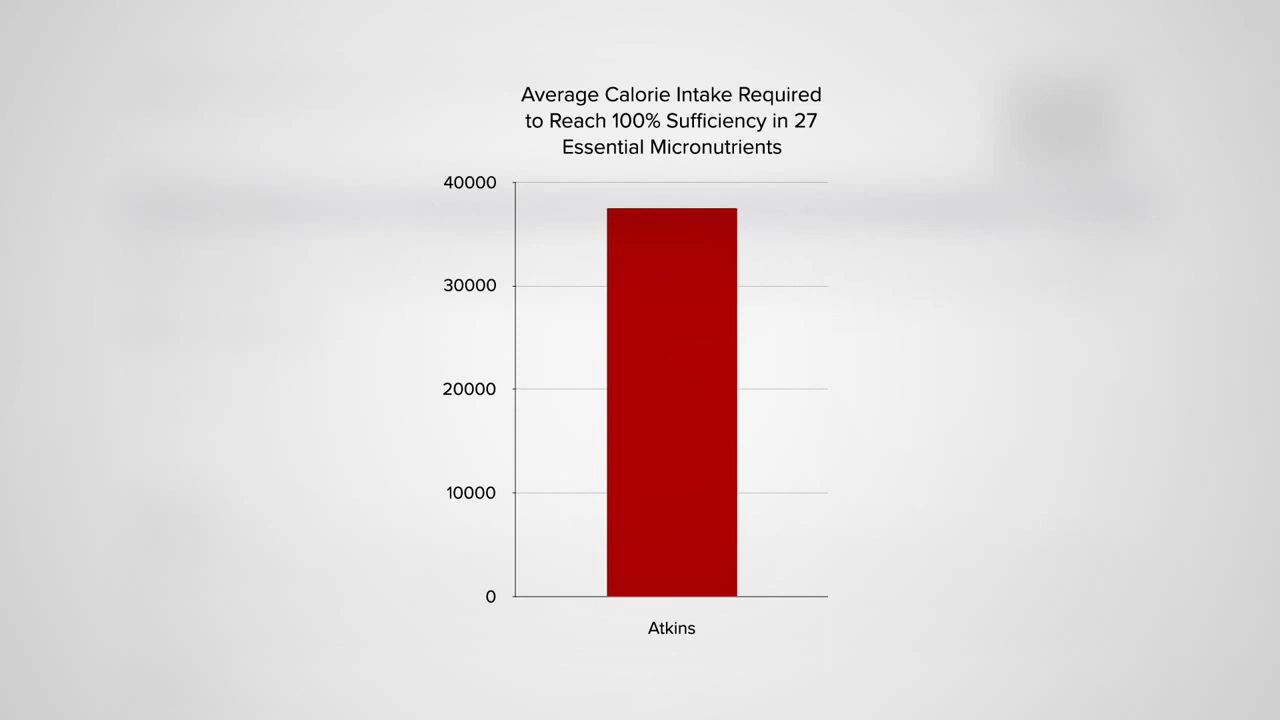 Average Calorie Intake Required
to Reach 100% Sufficiency in 27
Essential Micronutrients
40000
30000
20000
10000
0
Atkins